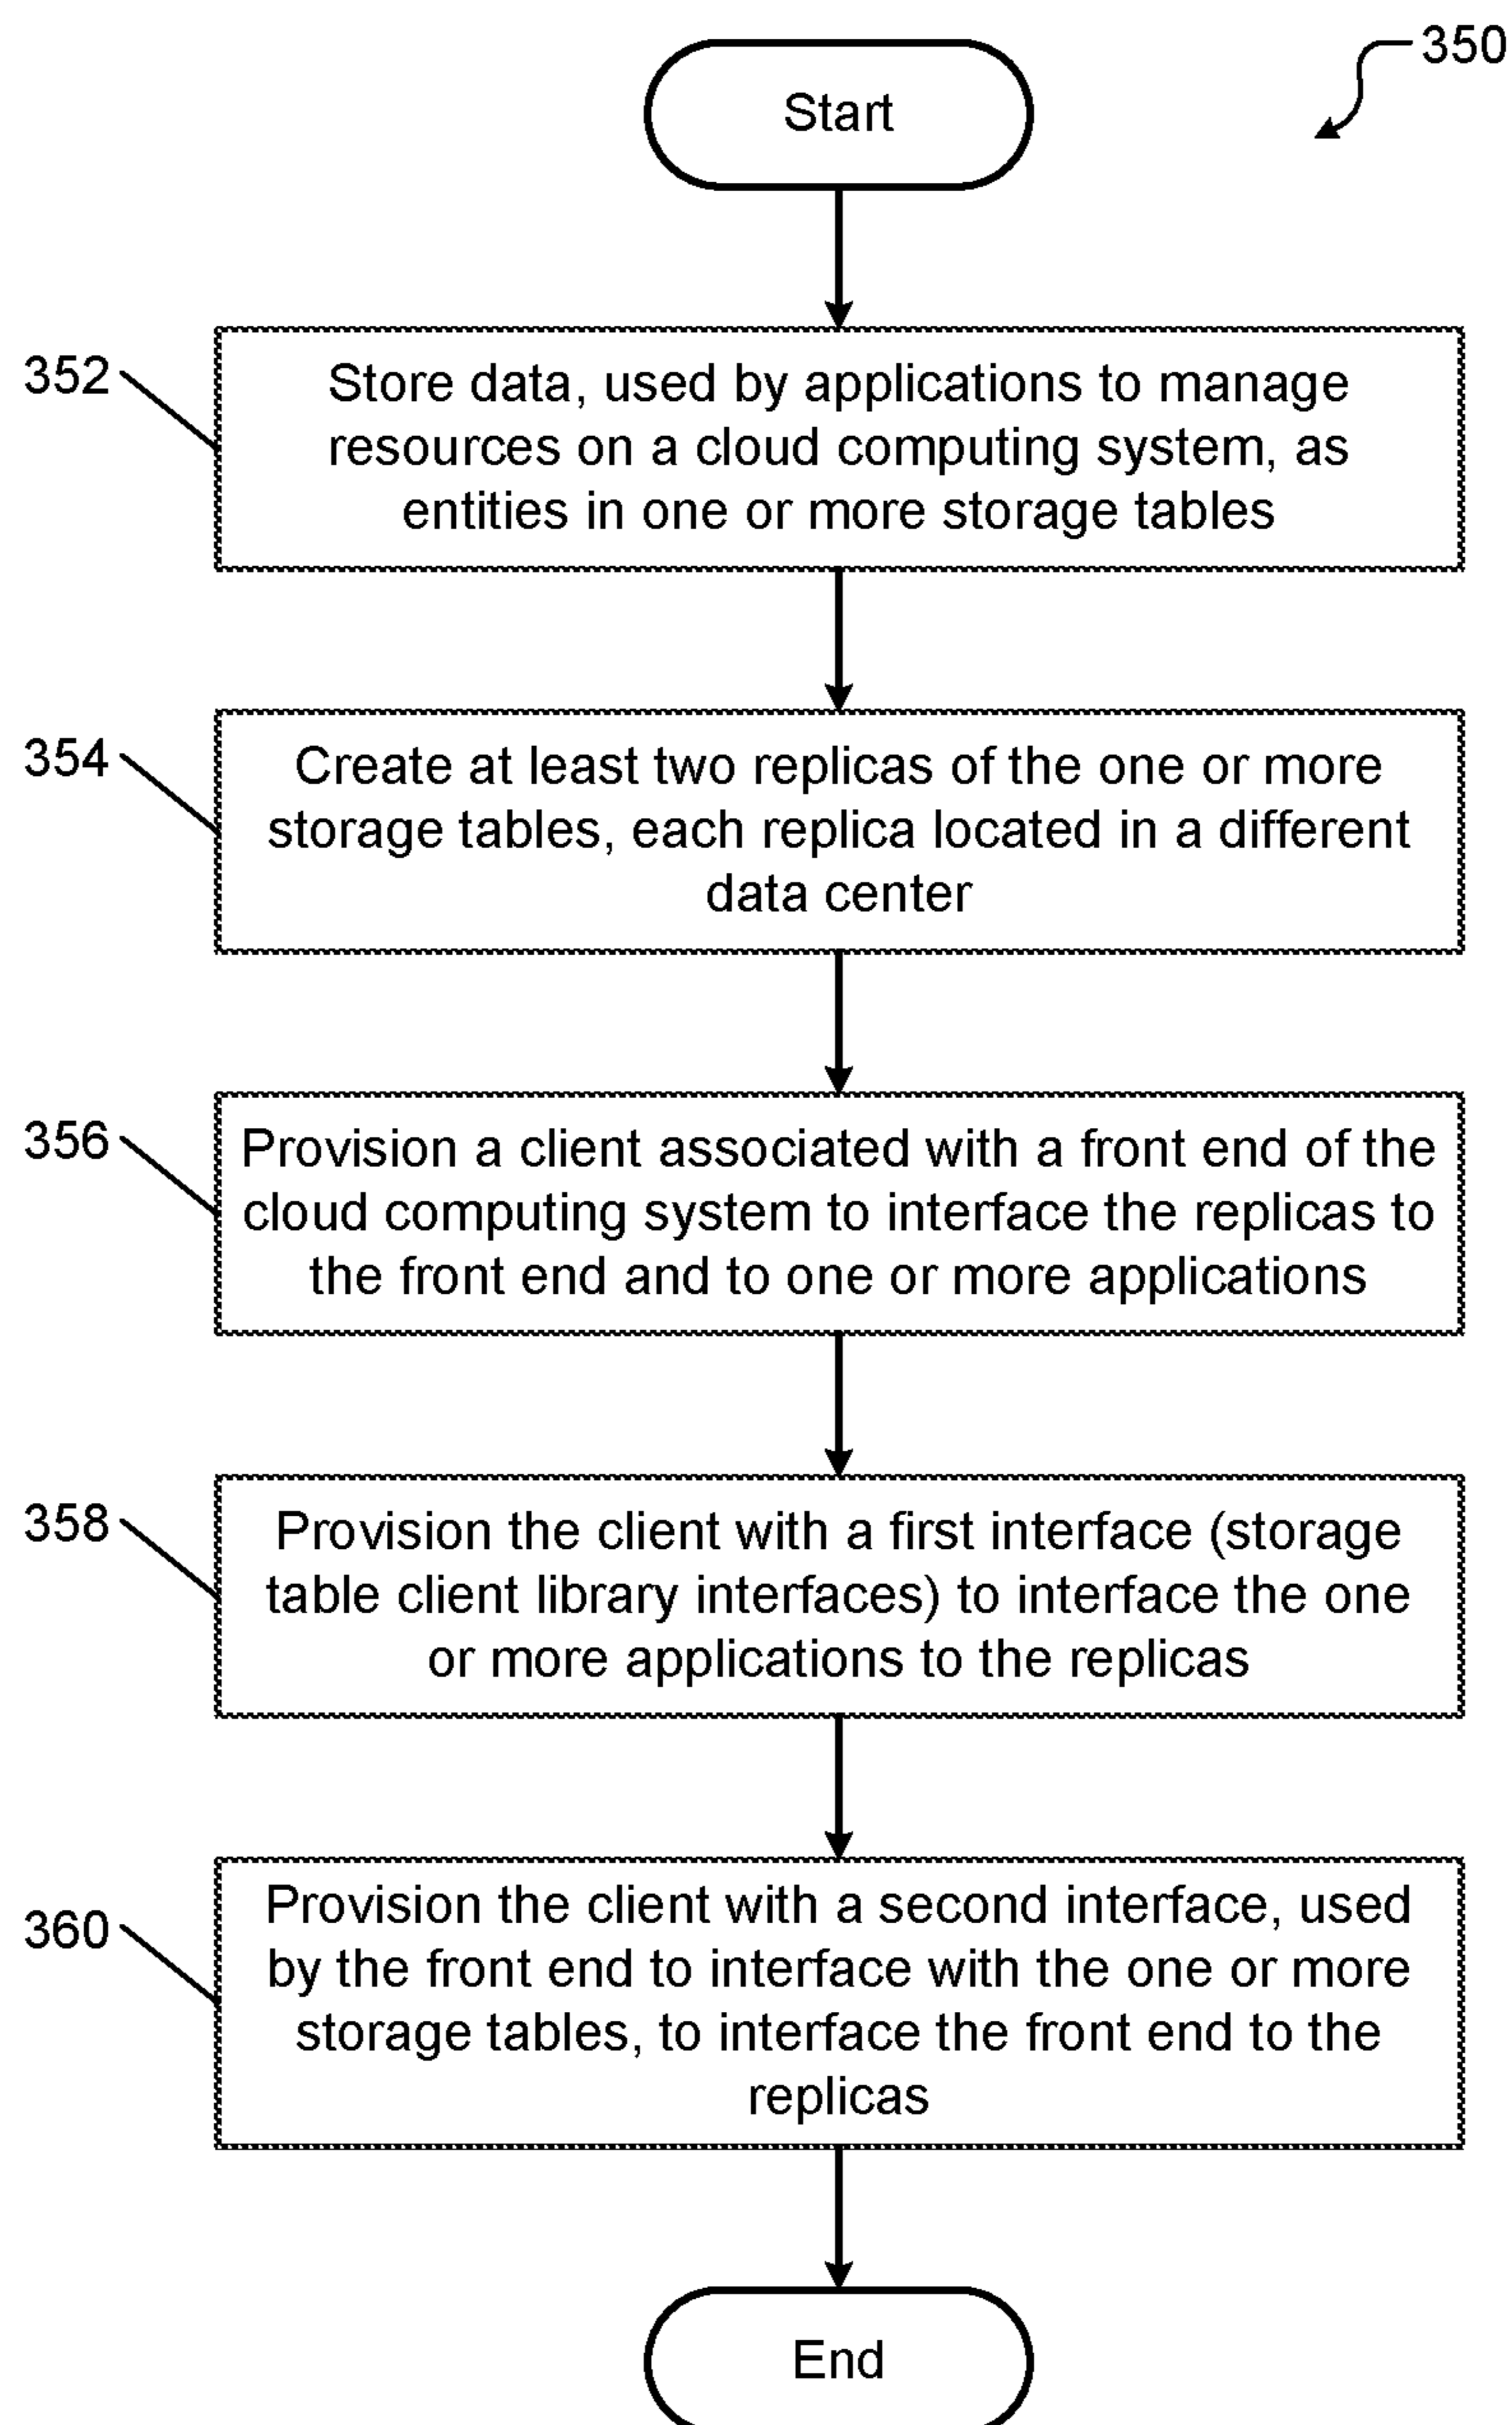 350
Start
352
Store data, used by applications to manage
resources on a cloud computing system, as
entities in one or more storage tables
354
Create at least two replicas of the one or more
storage tables, each replica located in a different
data center
356
Provision a client associated with a front end of the
cloud computing system to interface the replicas to
the front end and to one or more applications
358
Provision the client with a first interface (storage
table client library interfaces) to interface the one
or more applications to the replicas
360
Provision the client with a second interface, used
by the front end to interface with the one or more
storage tables, to interface the front end to the
replicas
End